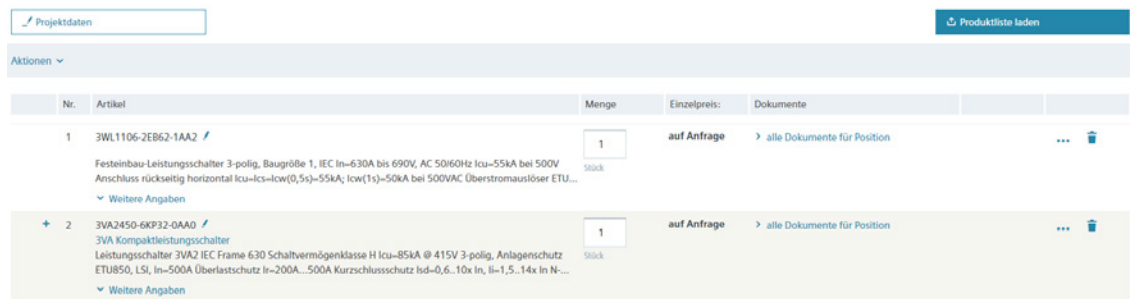 Projektdaten
Produktliste laden
Aktionen
Nr. Artikel Menge Einzelpreis: Dokumente
1 3WL1106-2EB62-1AA2 1 auf Anfrage alle Dokumente für Position
Festeinbau-Leistungsschalter 3-polig, Baugröße 1, IEC In=630A bis 690V, AC 50/60Hz Icu=55kA bei 500V
Stück
Anschluss rückseitig horizontal Icu=Ics=Icw(0,5s)=55kA; Icw(1s)=50kA bei 500VAC Überstromauslöser ETU...
Weitere Angaben
+ 2 3VA2450-6KP32-0AA0 1 auf Anfrage alle Dokumente für Position
3VA Kompaktleistungsschalter
Leistungsschalter 3VA2 IEC Frame 630 Schaltvermögenklasse H Icu=85kA @ 415V 3-polig, Anlagenschutz
Stück
ETU850, LSI, In=500A Überlastschutz Ir=200A...500A Kurzschlussschutz Isd=0,6..10x In, Ii=1,5..14x In N-...
Weitere Angaben